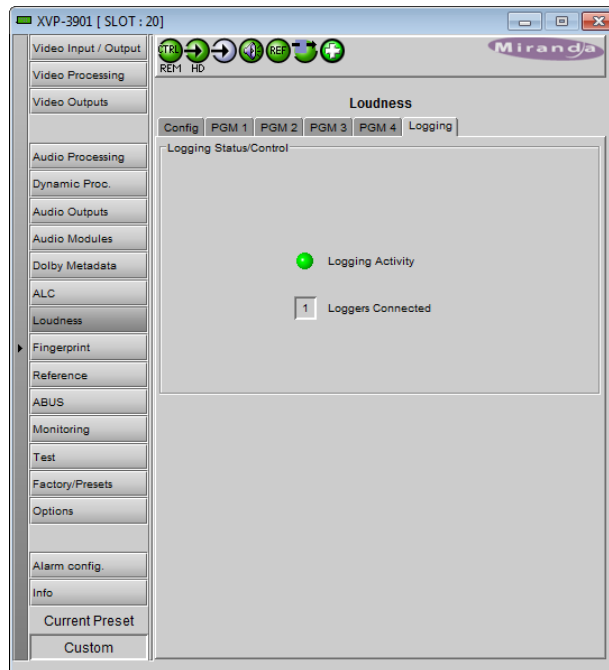 XVP-3901 [ SLOT : 20]
Video Input / Output
Video Processing
Video Outputs
Audio Processing
Dynamic Proc.
Audio Outputs
Audio Modules
Dolby Metadata
ALC
Loudness
Fingerprint
Reference
ABUS
Monitoring
Test
Factory/Presets
Options
Alarm config.
Info
Current Preset
Custom
CTRL REF
REM HD
Miranda
Loudness
Config PGM 1 PGM 2 PGM 3 PGM 4 Logging
Logging Status/Control
Logging Activity
1 Loggers Connected